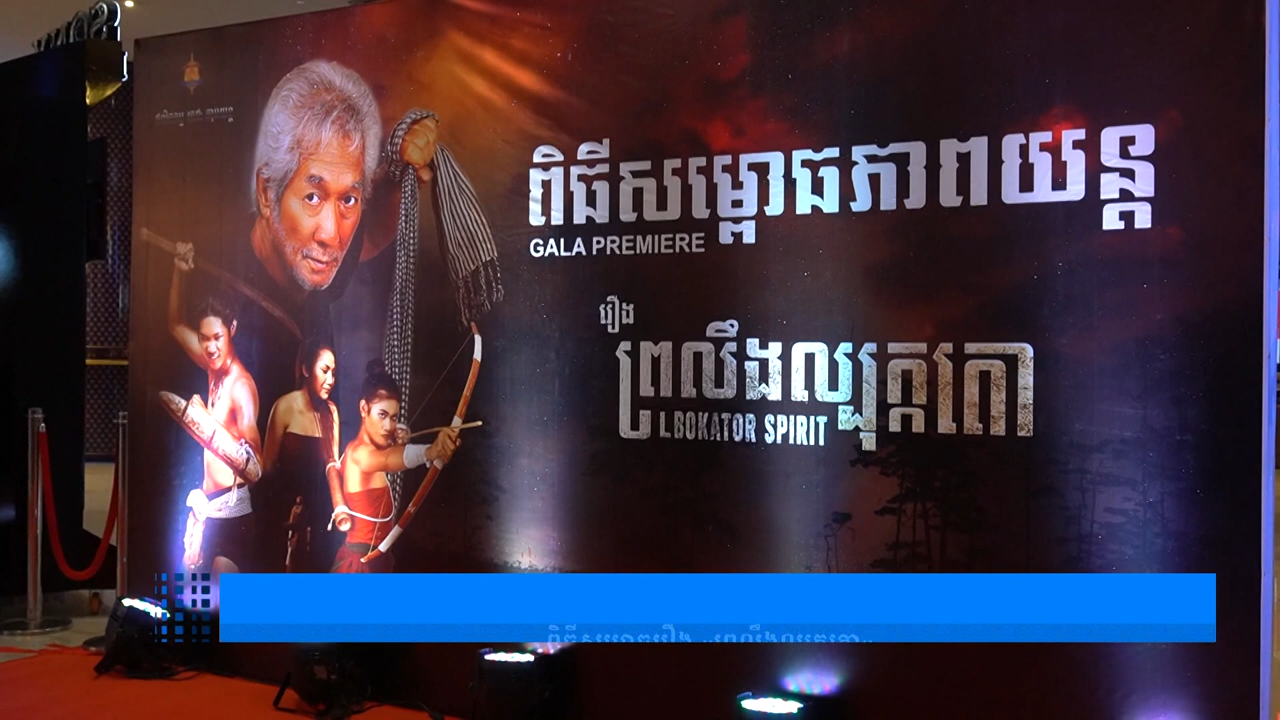 ពិធីសម្ពោធភាពយន្ត
GALA PREMIERE
រឿង
ព្រលឹងល្បុក្កតោ
LBOKATOR SPIRIT